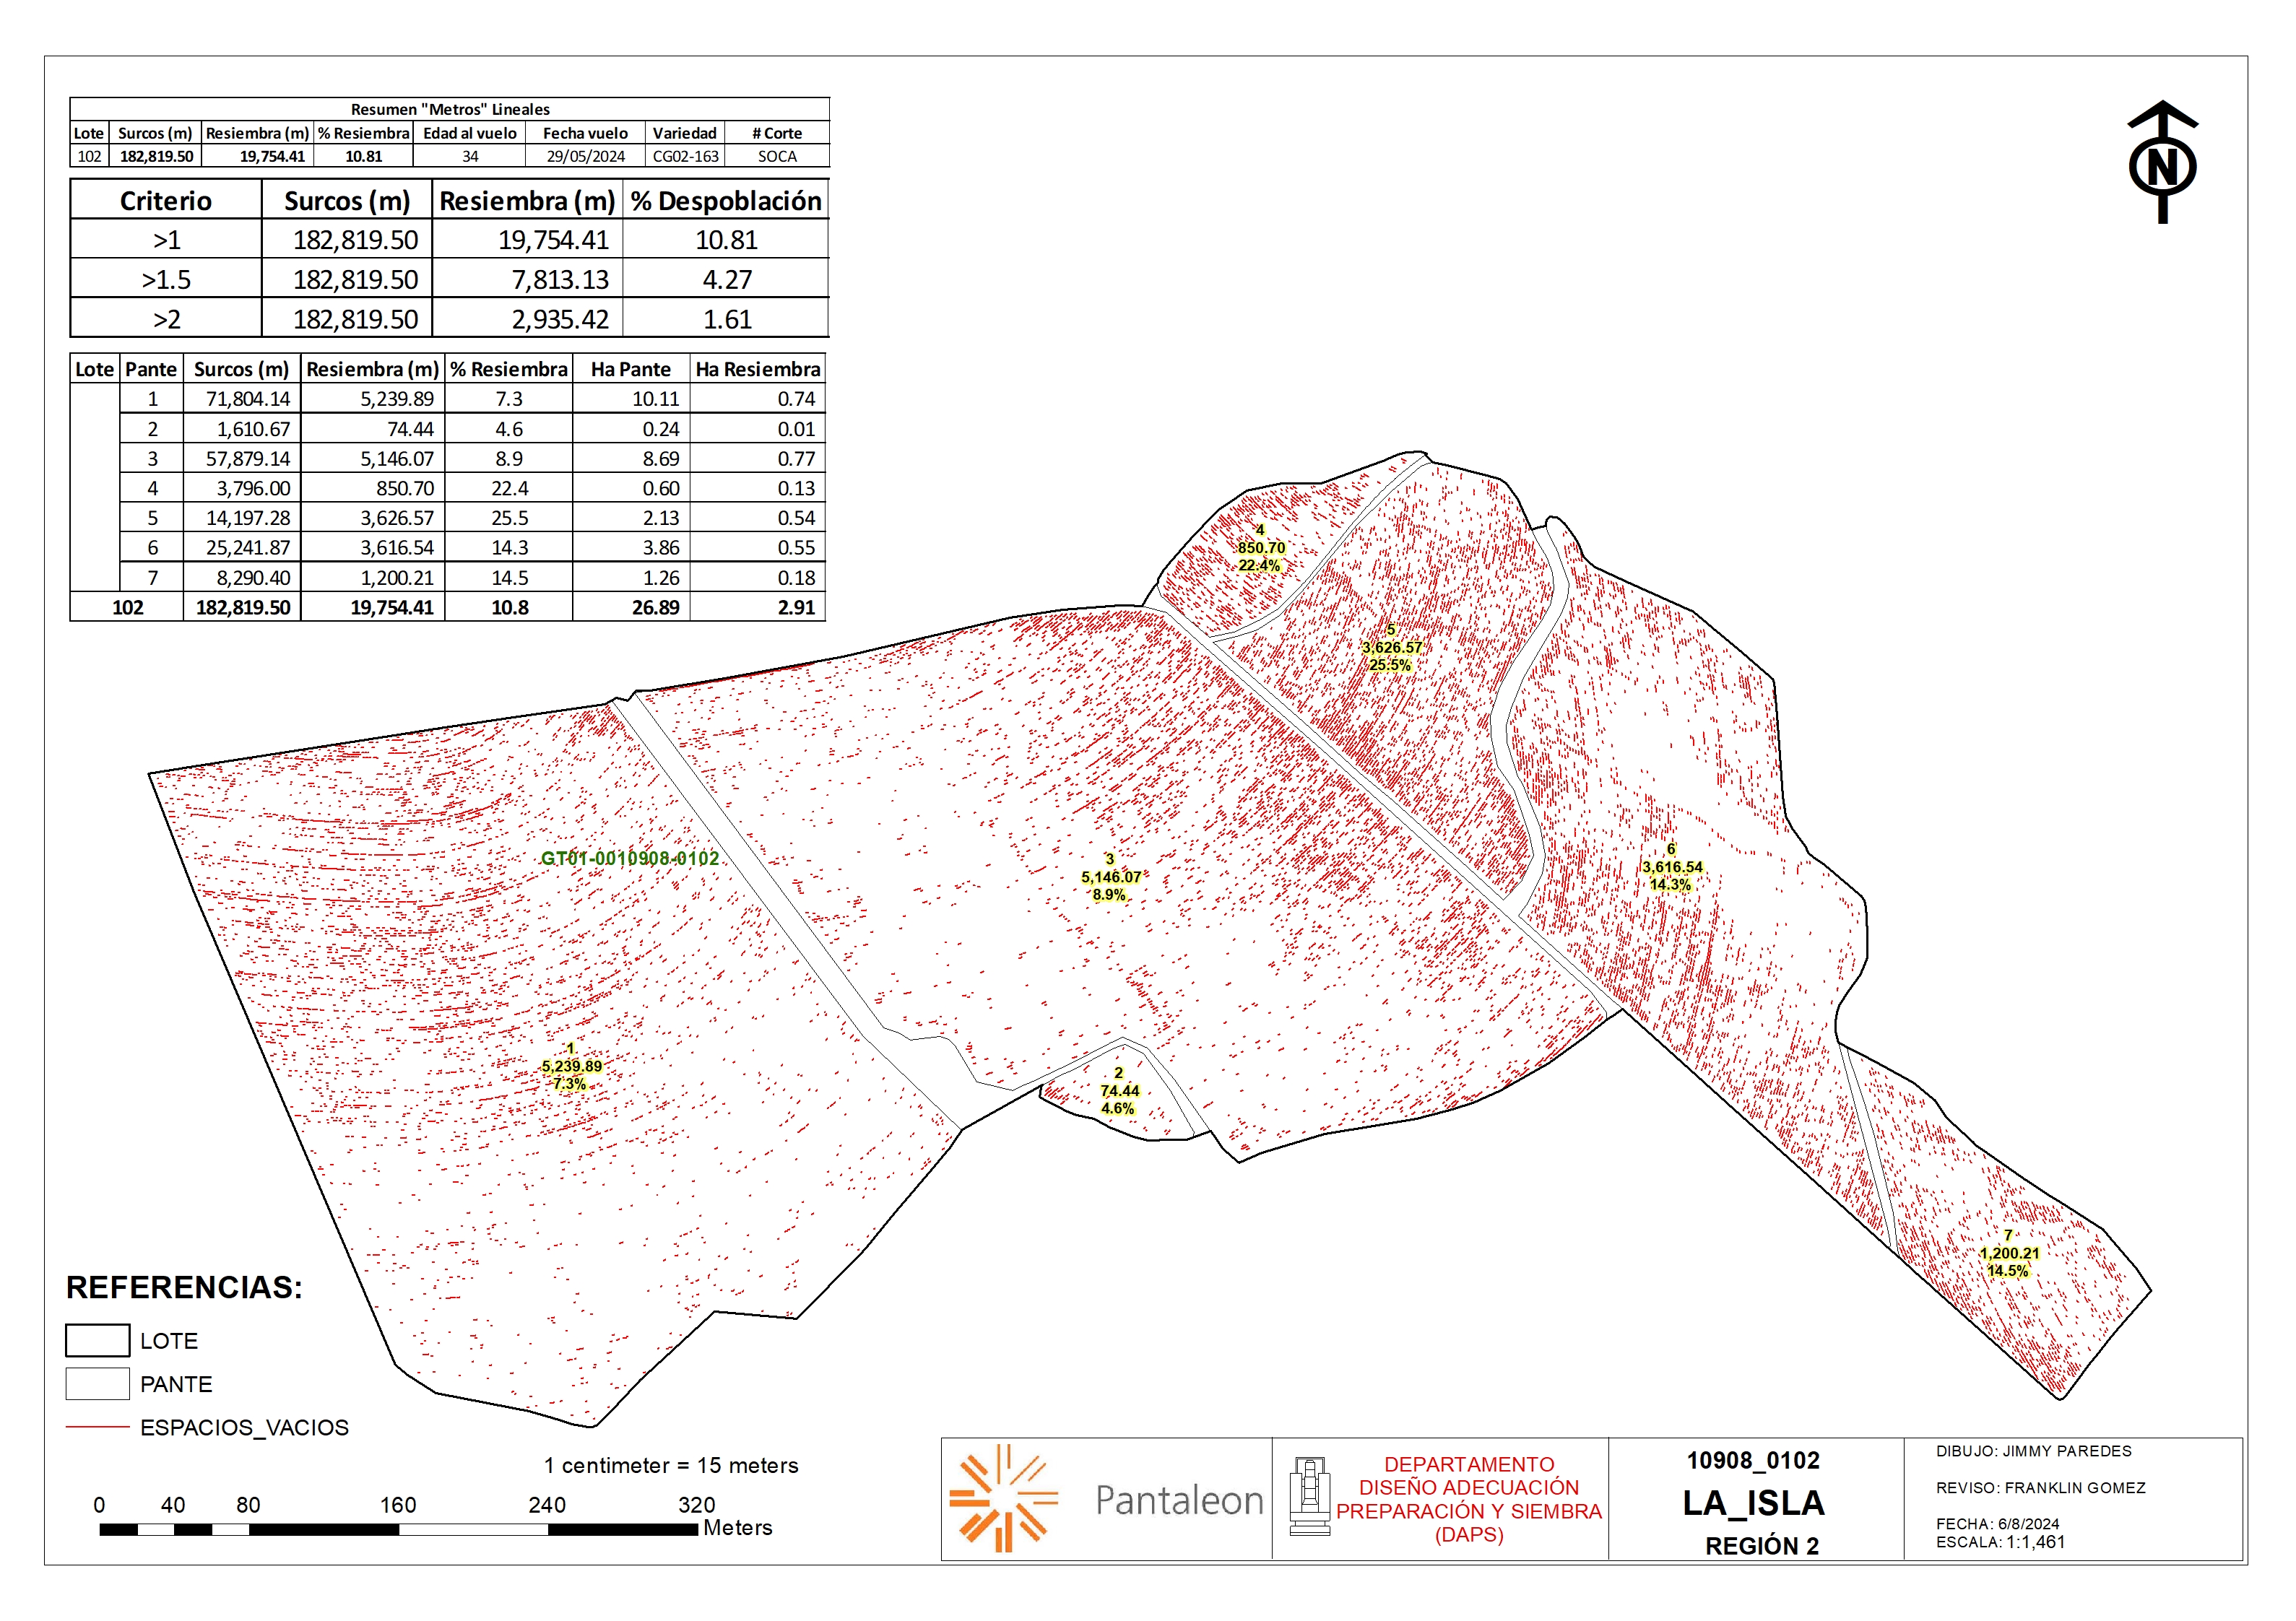 Resumen "Metros" Lineales
Lote Surcos (m) Resiembra (m) % Resiembra Edad al vuelo Fecha vuelo Variedad # Corte
102 182,819.50 19,754.41 10.81 34 29/05/2024 CG02-163 SOCA
Criterio Surcos (m) Resiembra (m) % Despoblación
>1 182,819.50 19,754.41 10.81
>1.5 182,819.50 7,813.13 4.27
>2 182,819.50 2,935.42 1.61
Lote Pante Surcos (m) Resiembra (m) % Resiembra Ha Pante Ha Resiembra
1 71,804.14 5,239.89 7.3 10.11 0.74
2 1,610.67 74.44 4.6 0.24 0.01
3 57,879.14 5,146.07 8.9 8.69 0.77
4 3,796.00 850.70 22.4 0.60 0.13
5 14,197.28 3,626.57 25.5 2.13 0.54
6 25,241.87 3,616.54 14.3 3.86 0.55
7 8,290.40 1,200.21 14.5 1.26 0.18
102 182,819.50 19,754.41 10.8 26.89 2.91
N
4
850.70
22.4%
5
3,626.57
25.5%
GT01-0010908-0102
3
5,146.07
8.9%
6
3,616.54
14.3%
1
5,239.89
7.3%
2
74.44
4.6%
7
1,200.21
14.5%
REFERENCIAS:
LOTE
PANTE
ESPACIOS_VACIOS
1 centimeter = 15 meters
0 40 80 160 240 320
Meters
Pantaleon
DEPARTAMENTO
DISEÑO ADECUACIÓN
PREPARACIÓN Y SIEMBRA
(DAPS)
10908_0102
LA_ISLA
REGIÓN 2
DIBUJO: JIMMY PAREDES
REVISO: FRANKLIN GOMEZ
FECHA: 6/8/2024
ESCALA: 1:1,461